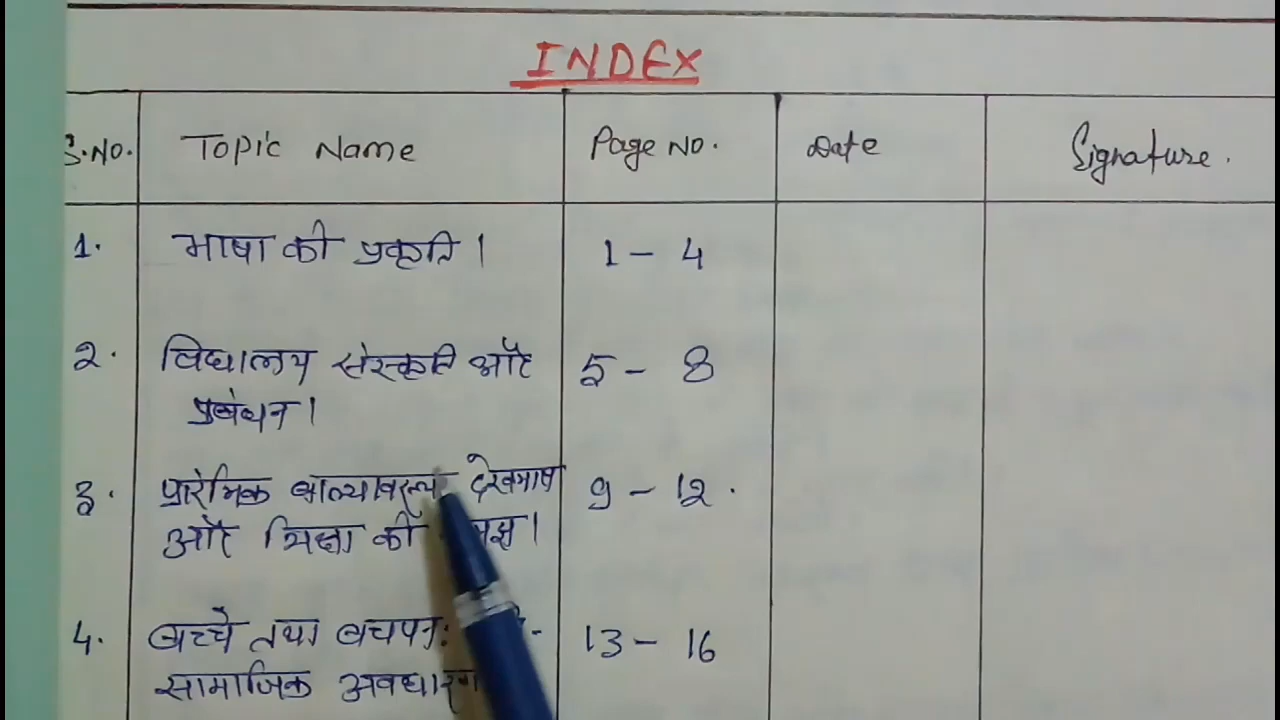 INDEX
S.No. Topic Name Page No. Date Signature.
1. भाषा की प्रकृति । 1 - 4
2. विद्यालय संस्कृति और 5 - 8
प्रबंधन ।
3. प्रारंभिक बाल्यावस्था देखभाल 9 - 12 .
और शिक्षा की ।
4. बच्चे तथा बचपन: 13 - 16
सामाजिक